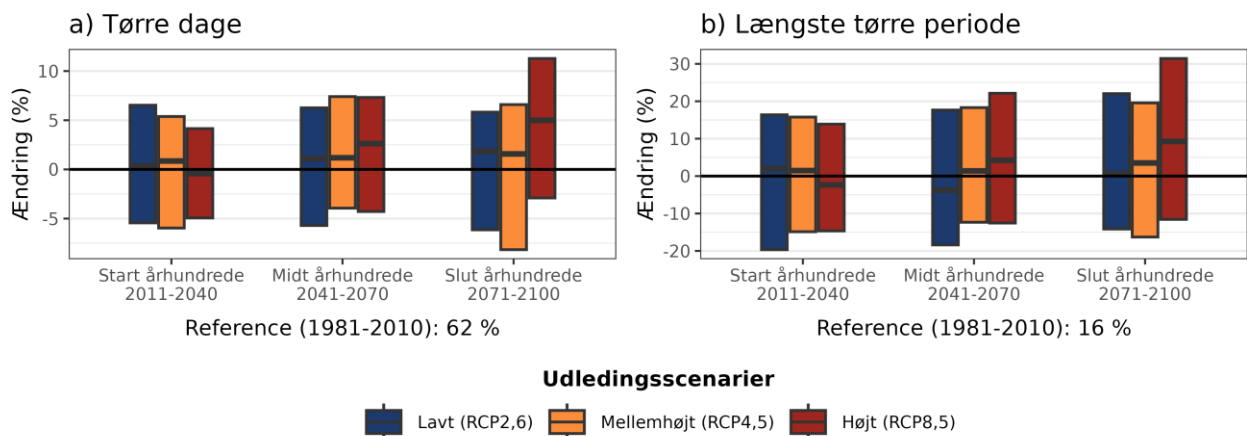 a) Tørre dage
Ændring (%)
10
5
0
-5
Start århundrede
2011-2040
Midt århundrede
2041-2070
Slut århundrede
2071-2100
Reference (1981-2010): 62 %
b) Længste tørre periode
Ændring (%)
30
20
10
0
-10
-20
Start århundrede
2011-2040
Midt århundrede
2041-2070
Slut århundrede
2071-2100
Reference (1981-2010): 16 %
Udledingsscenarier
Lavt (RCP2,6)
Mellemhøjt (RCP4,5)
Højt (RCP8,5)